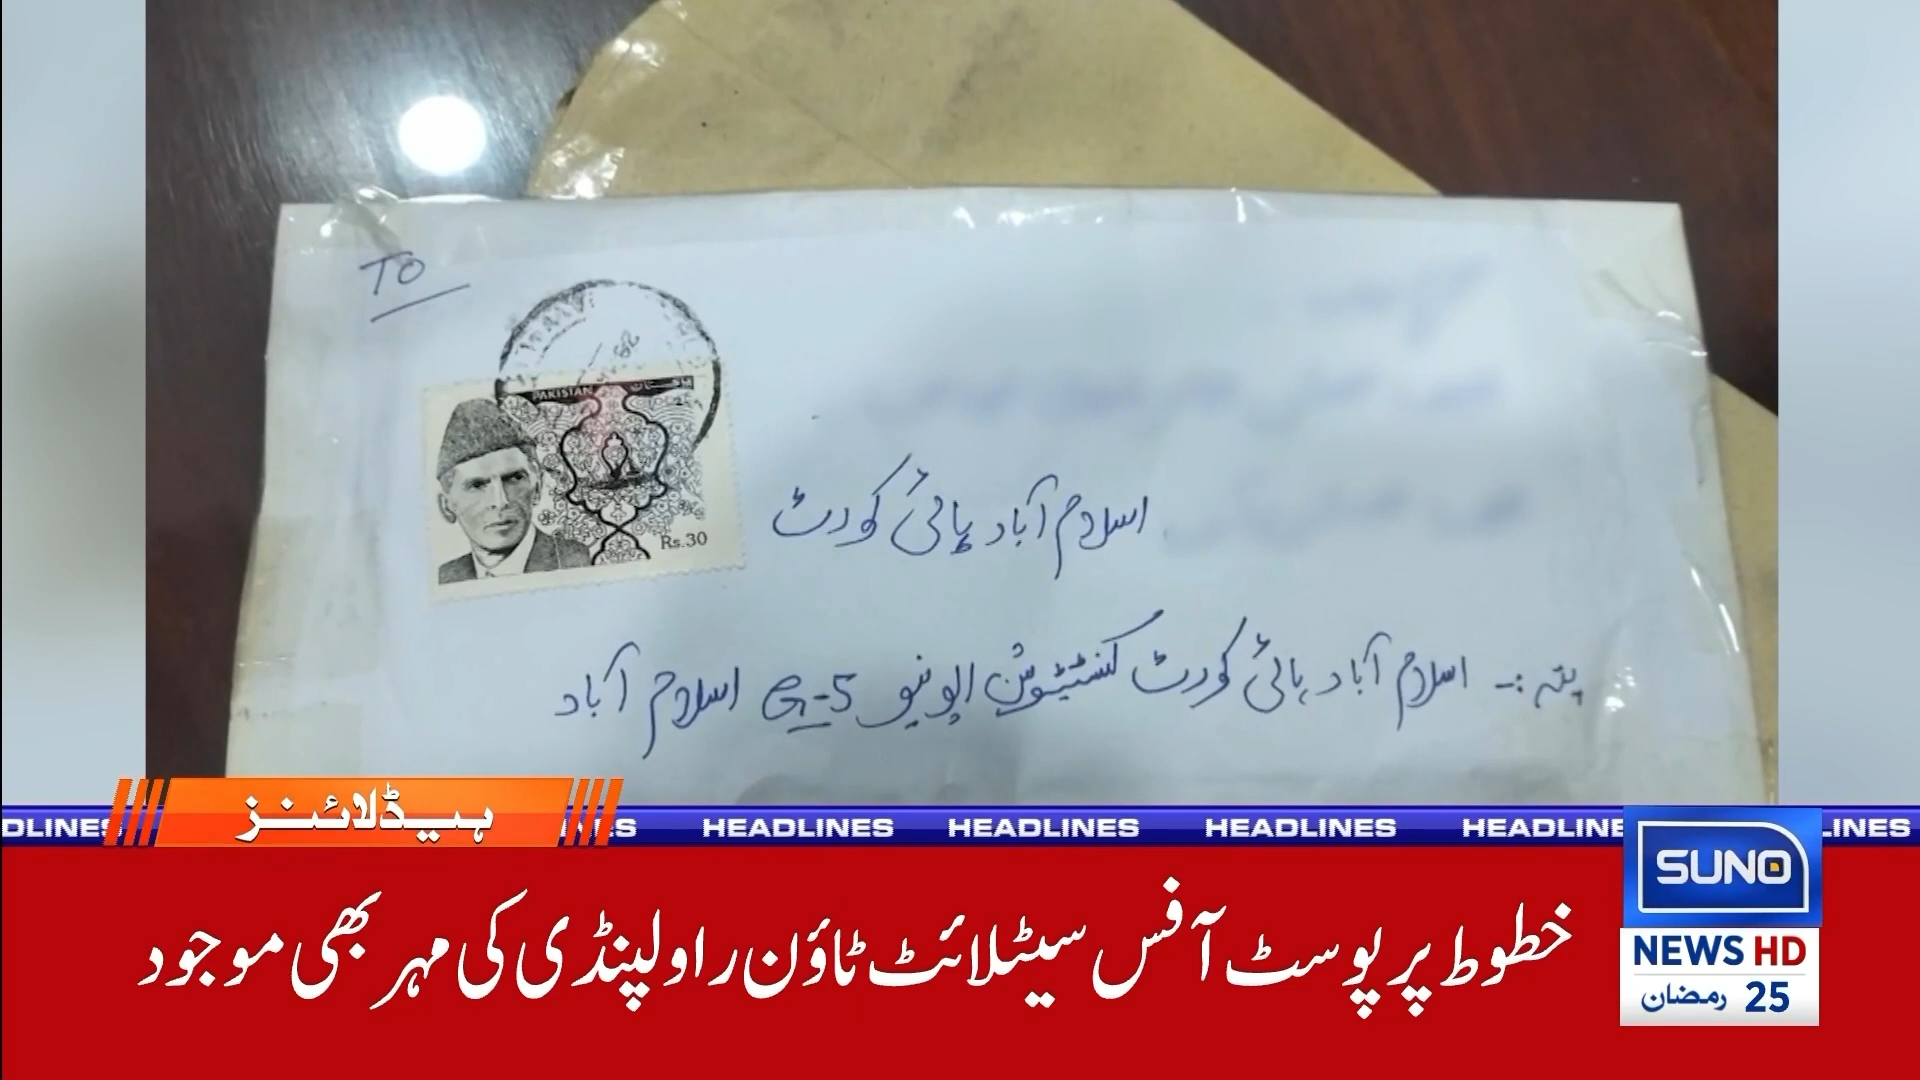 TO
PAKISTAN
Rs.30
اسلام آباد ہائی کورٹ
پتہ :- اسلام آباد ہائی کورٹ کنسٹیٹیوشن ایونیو G-5 اسلام آباد
ہیڈلائنز
HEADLINES HEADLINES HEADLINES HEADLINES
خطوط پر پوسٹ آفس سیٹلائٹ ٹاؤن راولپنڈی کی مہر بھی موجود
SUNO
NEWS HD
25 رمضان